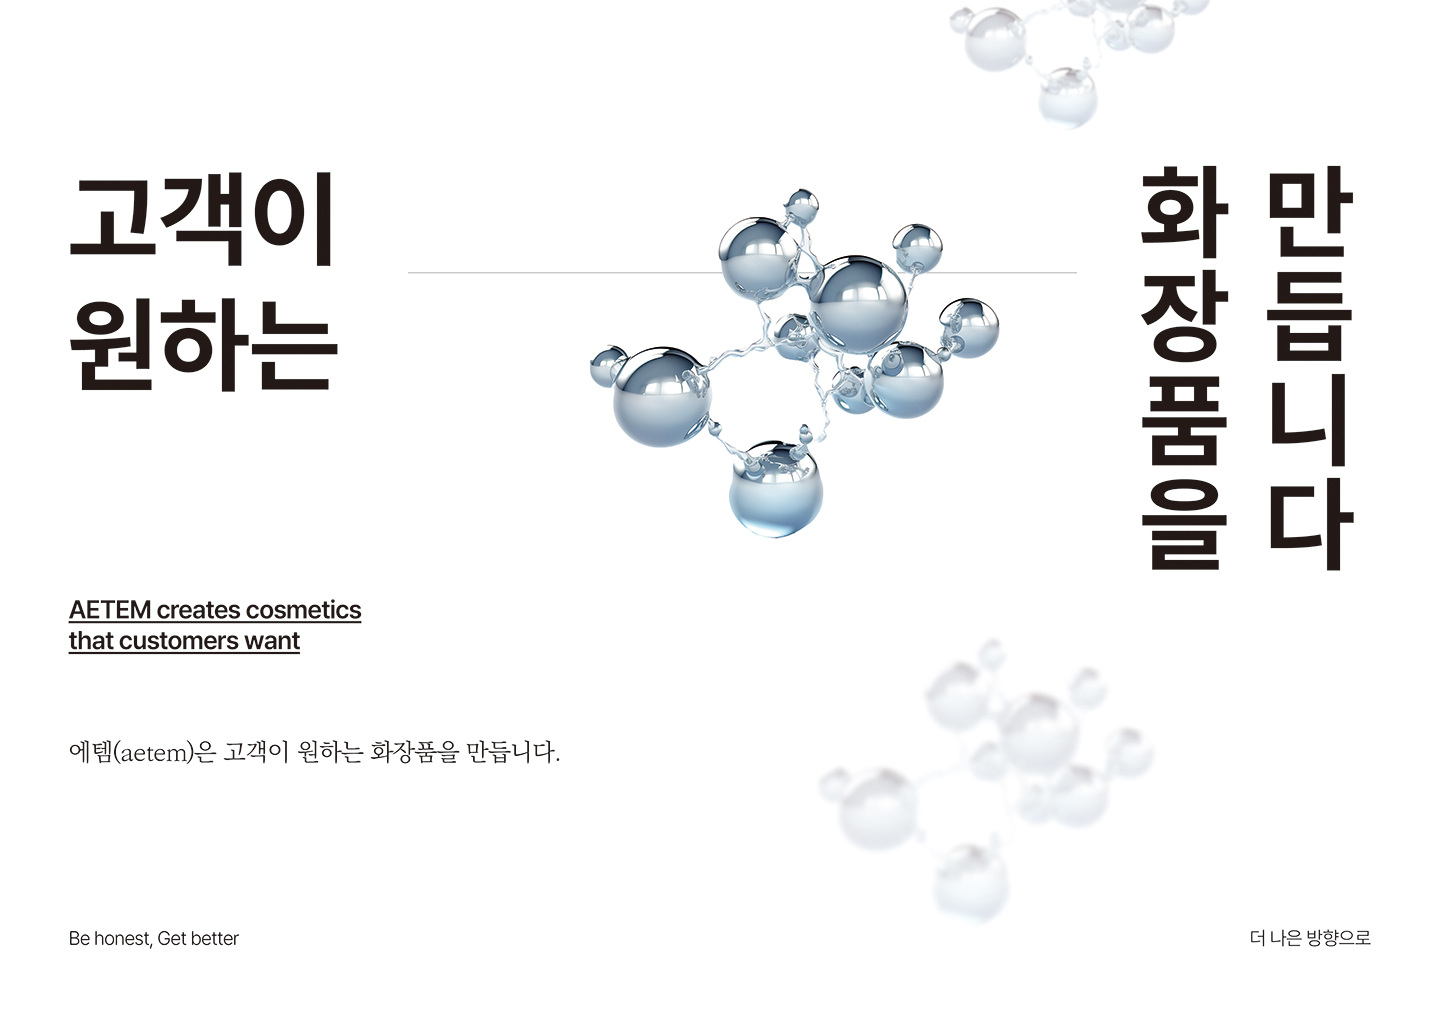 고객이
원하는
화장품을
만듭니다
AETEM creates cosmetics
that customers want
에템(aetem)은 고객이 원하는 화장품을 만듭니다.
Be honest, Get better
더 나은 방향으로